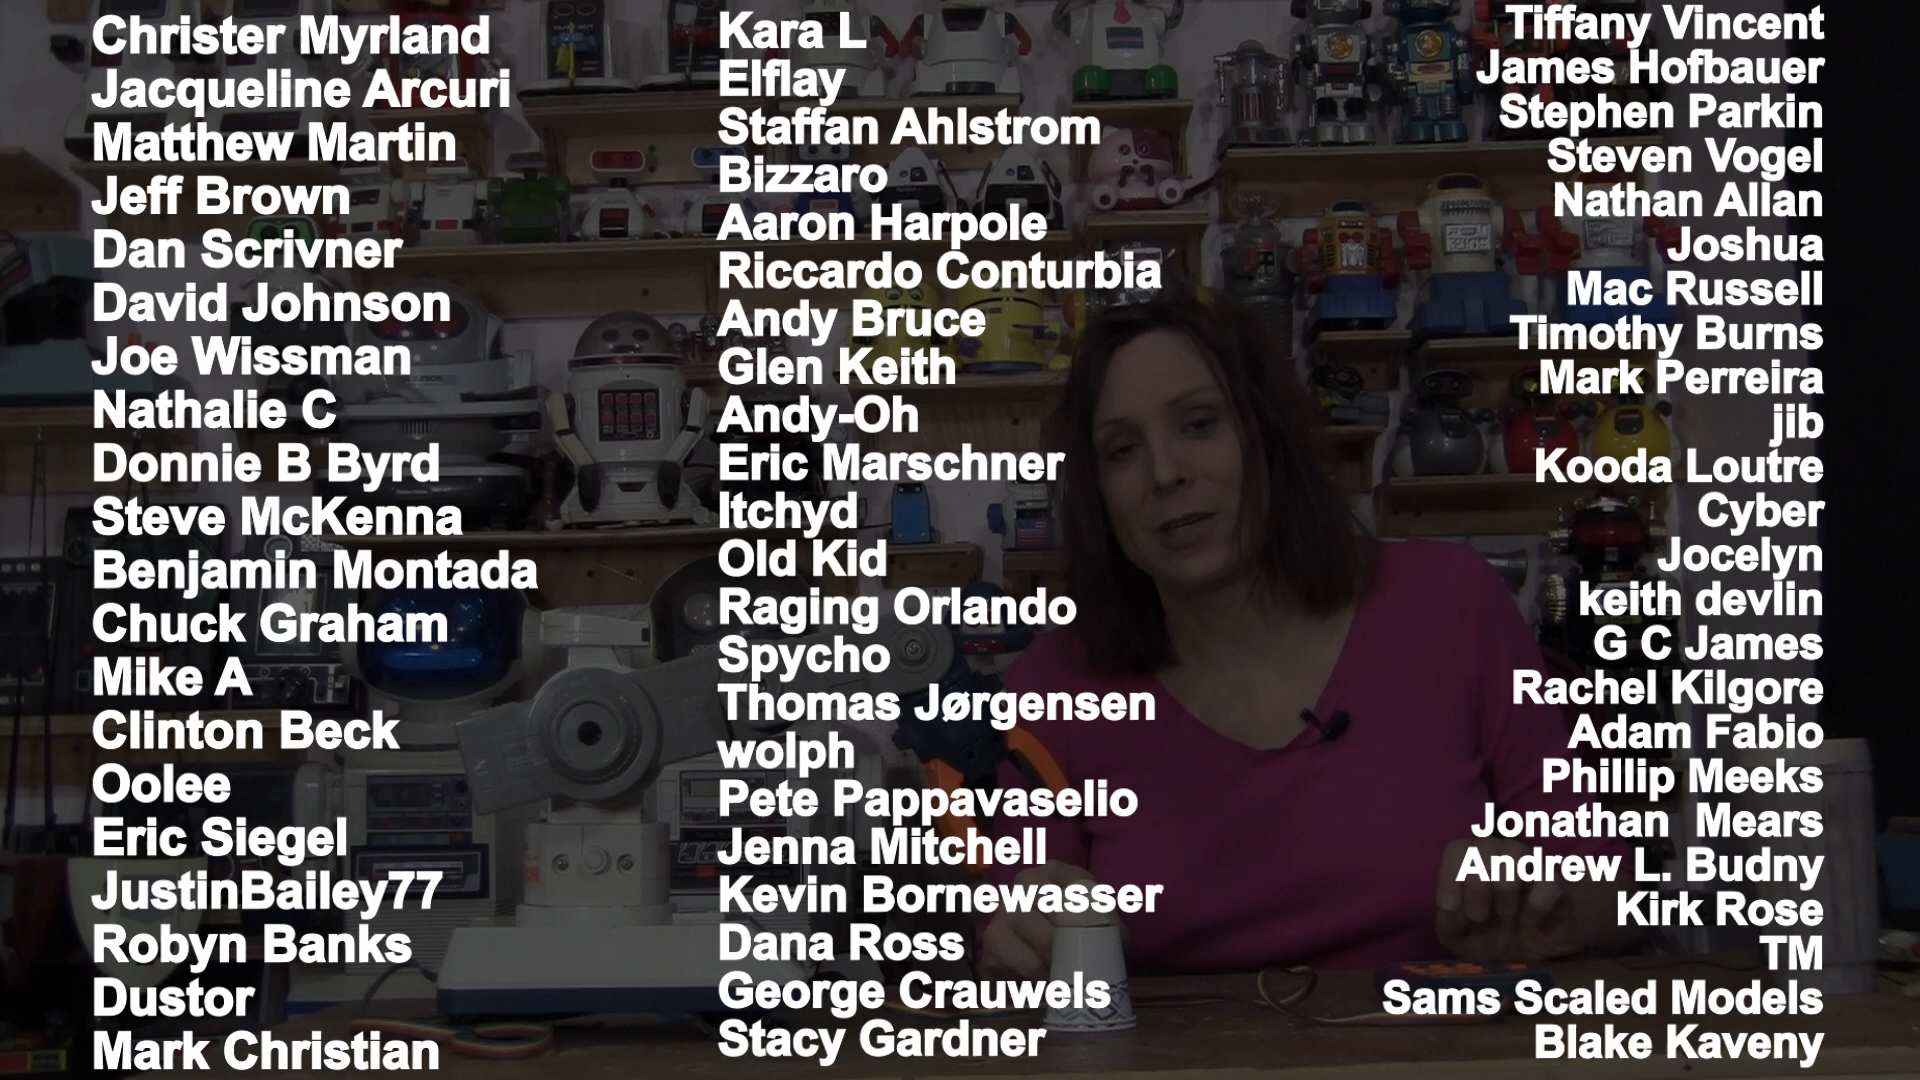 Christer Myrland
Jacqueline Arcuri
Matthew Martin
Jeff Brown
Dan Scrivner
David Johnson
Joe Wissman
Nathalie C
Donnie B Byrd
Steve McKenna
Benjamin Montada
Chuck Graham
Mike A
Clinton Beck
Oolee
Eric Siegel
JustinBailey77
Robyn Banks
Dustor
Mark Christian
Kara L
Elflay
Staffan Ahlstrom
Bizzaro
Aaron Harpole
Riccardo Conturbia
Andy Bruce
Glen Keith
Andy-Oh
Eric Marschner
Itchyd
Old Kid
Raging Orlando
Spycho
Thomas Jørgensen
wolph
Pete Pappavaselio
Jenna Mitchell
Kevin Bornewasser
Dana Ross
George Crauwels
Stacy Gardner
Tiffany Vincent
James Hofbauer
Stephen Parkin
Steven Vogel
Nathan Allan
Joshua
Mac Russell
Timothy Burns
Mark Perreira
jib
Kooda Loutre
Cyber
Jocelyn
keith devlin
G C James
Rachel Kilgore
Adam Fabio
Phillip Meeks
Jonathan  Mears
Andrew L. Budny
Kirk Rose
TM
Sams Scaled Models
Blake Kaveny